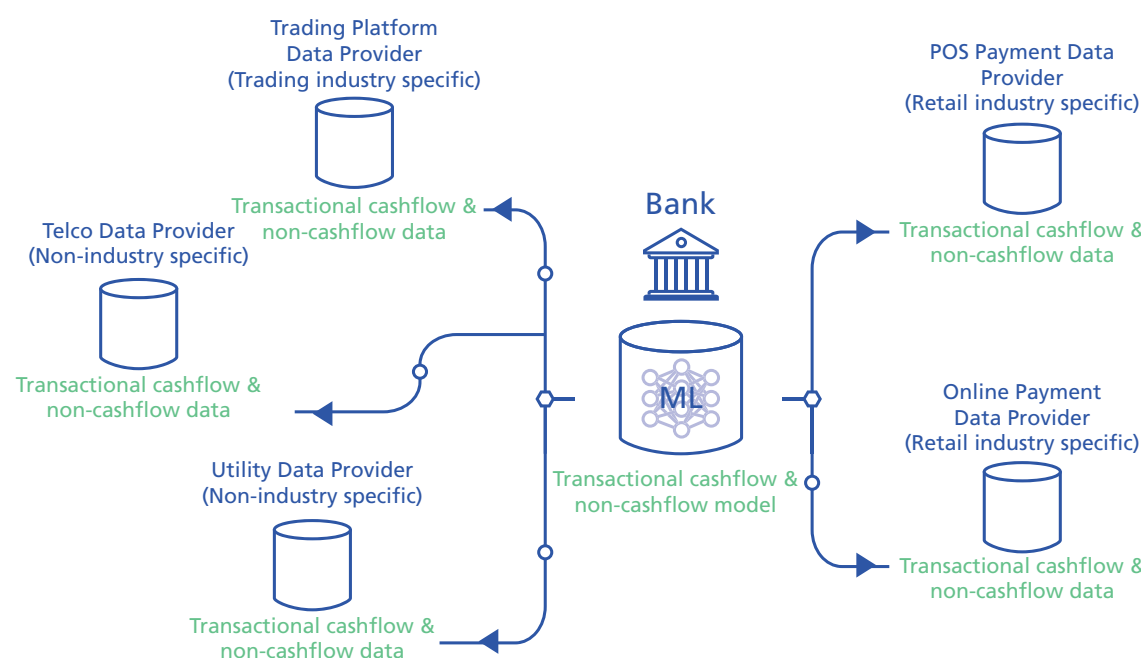 Trading Platform
Data Provider
(Trading industry specific)
Transactional cashflow &
non-cashflow data
Telco Data Provider
(Non-industry specific)
Transactional cashflow &
non-cashflow data
Utility Data Provider
(Non-industry specific)
Transactional cashflow &
non-cashflow data
Bank
ML
Transactional cashflow &
non-cashflow model
POS Payment Data
Provider
(Retail industry specific)
Transactional cashflow &
non-cashflow data
Online Payment
Data Provider
(Retail industry specific)
Transactional cashflow &
non-cashflow data